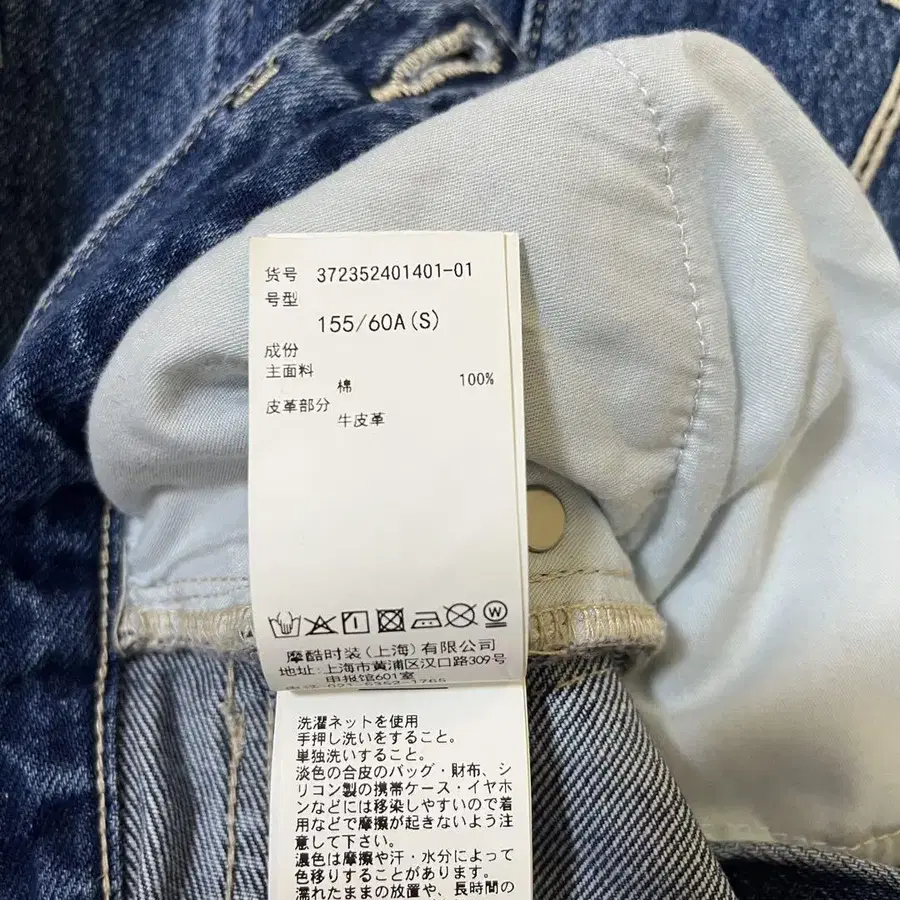 货号 372352401401-01
号型
155/60A(S)
成份
主面料
棉 100%
皮革部分
牛皮革
W
摩酷时装(上海)有限公司
地址:上海市黄浦区汉口路309号
申报馆601室
洗濯ネットを使用
手押し洗いをすること。
単独洗いすること。
淡色の合皮のバッグ・財布、シ
リコン製の携帯ケース・イヤホ
ンなどには移染しやすいので着
用などで摩擦が起きないよう注
意して下さい。
濃色は摩擦や汗・水分によって
色移りすることがあります。
濡れたままの放置や、長時間の